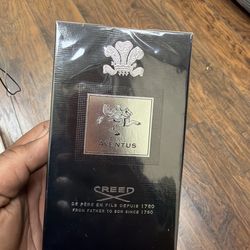 AVENTUS
CREED
DE PÈRE EN FILS DEPUIS 1760
FROM FATHER TO SON SINCE 1760